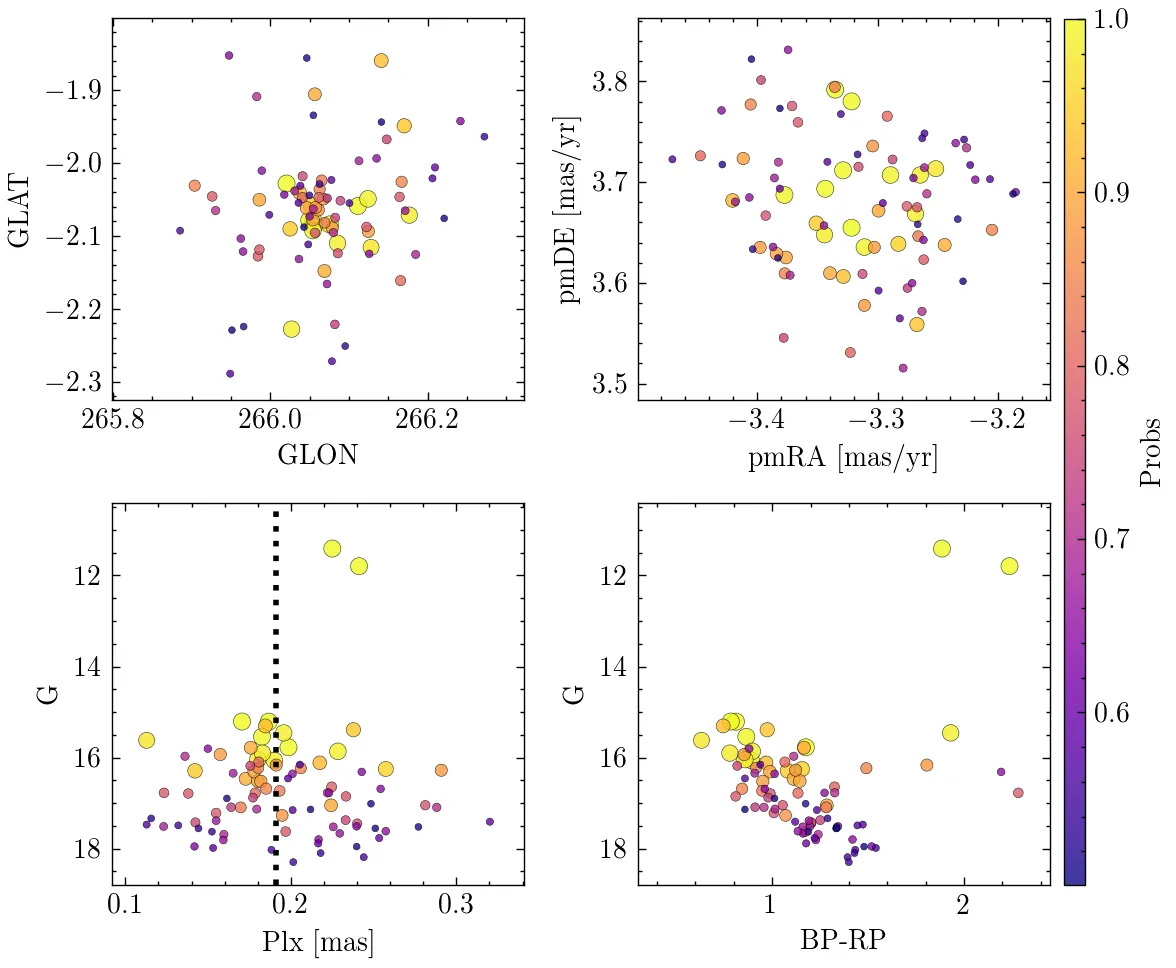 −1.9
−2.0
−2.1
−2.2
−2.3
GLAT
265.8 266.0 266.2
GLON
3.8
3.7
3.6
3.5
pmDE [mas/yr]
−3.4 −3.3 −3.2
pmRA [mas/yr]
1.0
0.9
0.8
0.7
0.6
Probs
12
14
16
18
G
0.1 0.2 0.3
Plx [mas]
12
14
16
18
G
1 2
BP-RP